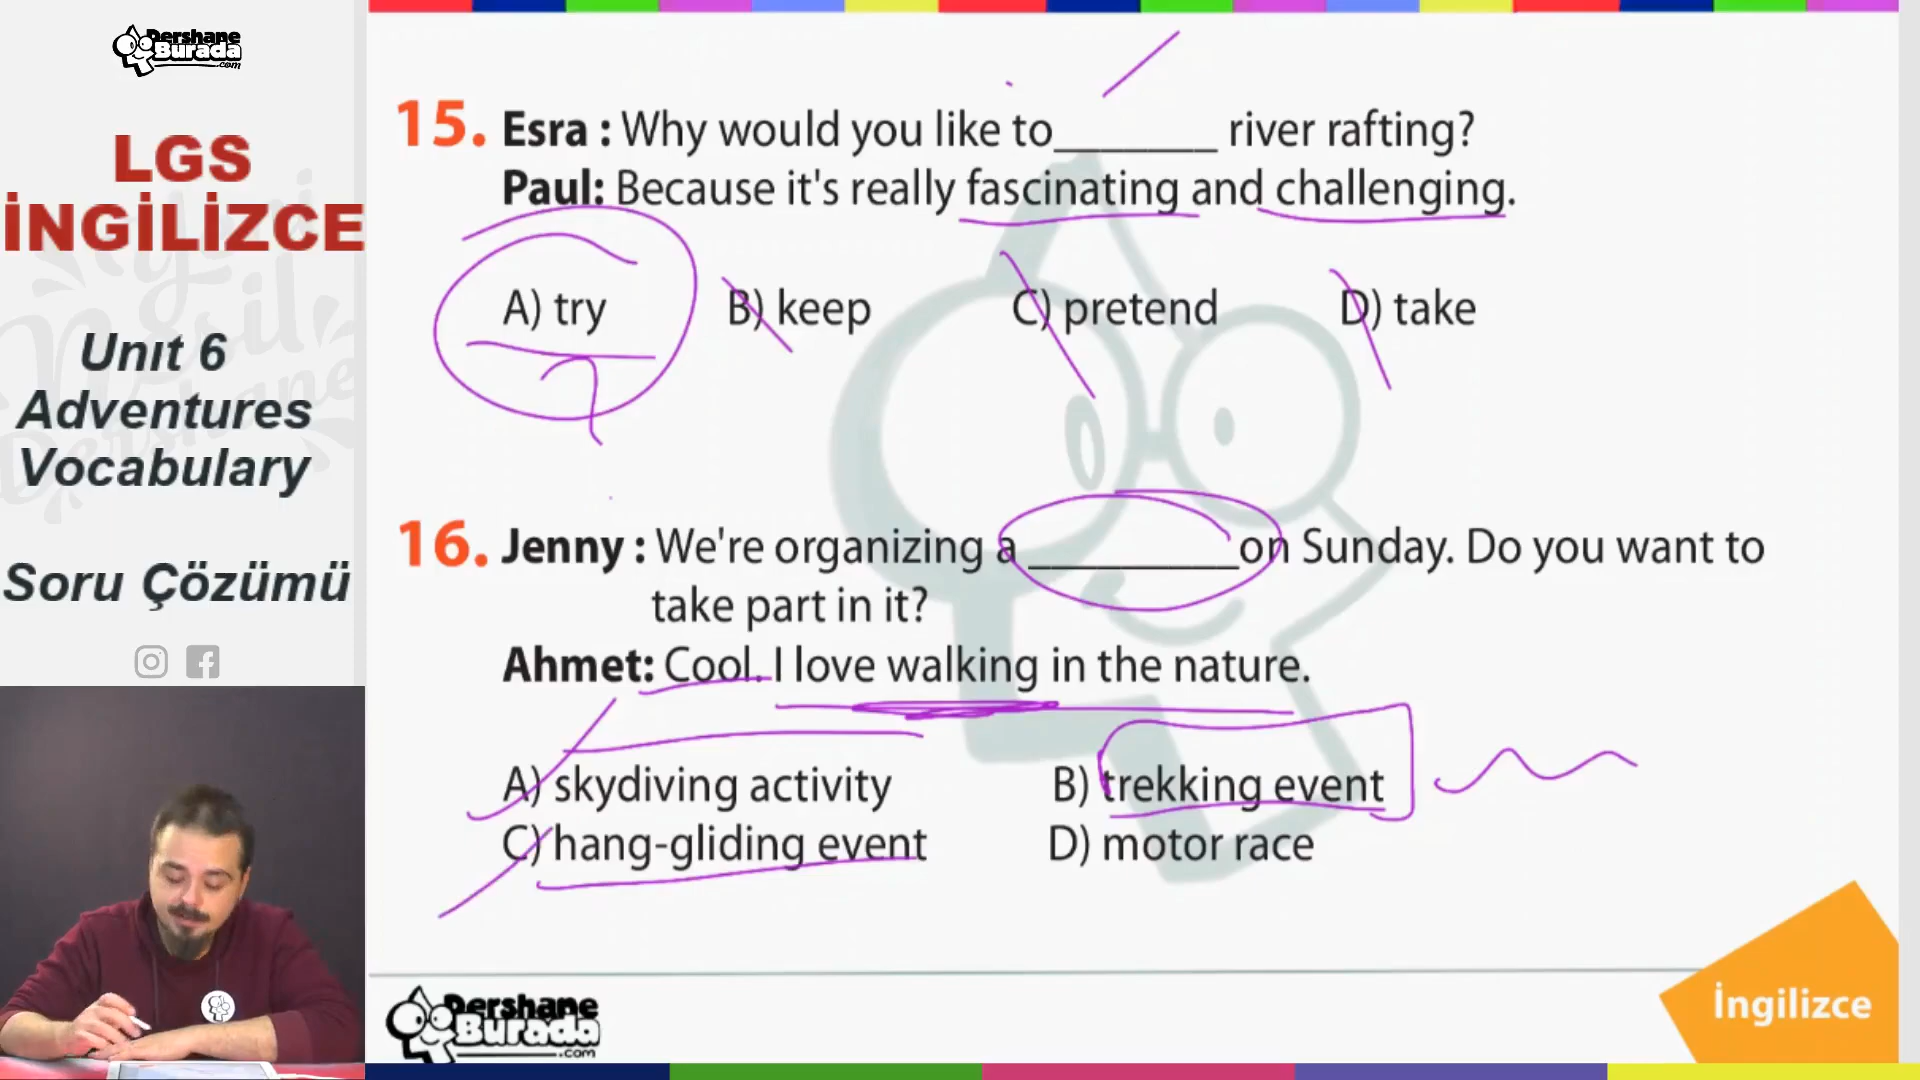 Dershane
Burada
.com
LGS
İNGİLİZCE
Unıt 6
Adventures
Vocabulary
Soru Çözümü
15. Esra : Why would you like to_______ river rafting?
Paul: Because it's really fascinating and challenging.
A) try B) keep C) pretend D) take
16. Jenny : We're organizing a _________on Sunday. Do you want to
take part in it?
Ahmet: Cool. I love walking in the nature.
A) skydiving activity B) trekking event
C) hang-gliding event D) motor race
Dershane
Burada
.com
İngilizce